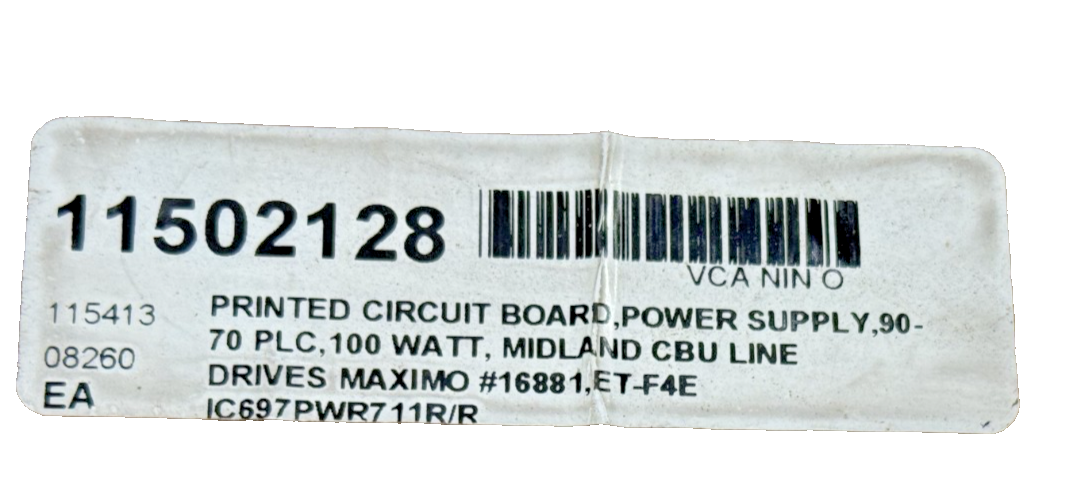 11502128
VCA NIN O
115413
08260
EA
PRINTED CIRCUIT BOARD,POWER SUPPLY,90-
70 PLC,100 WATT, MIDLAND CBU LINE
DRIVES MAXIMO #16881,ET-F4E
IC697PWR711R/R